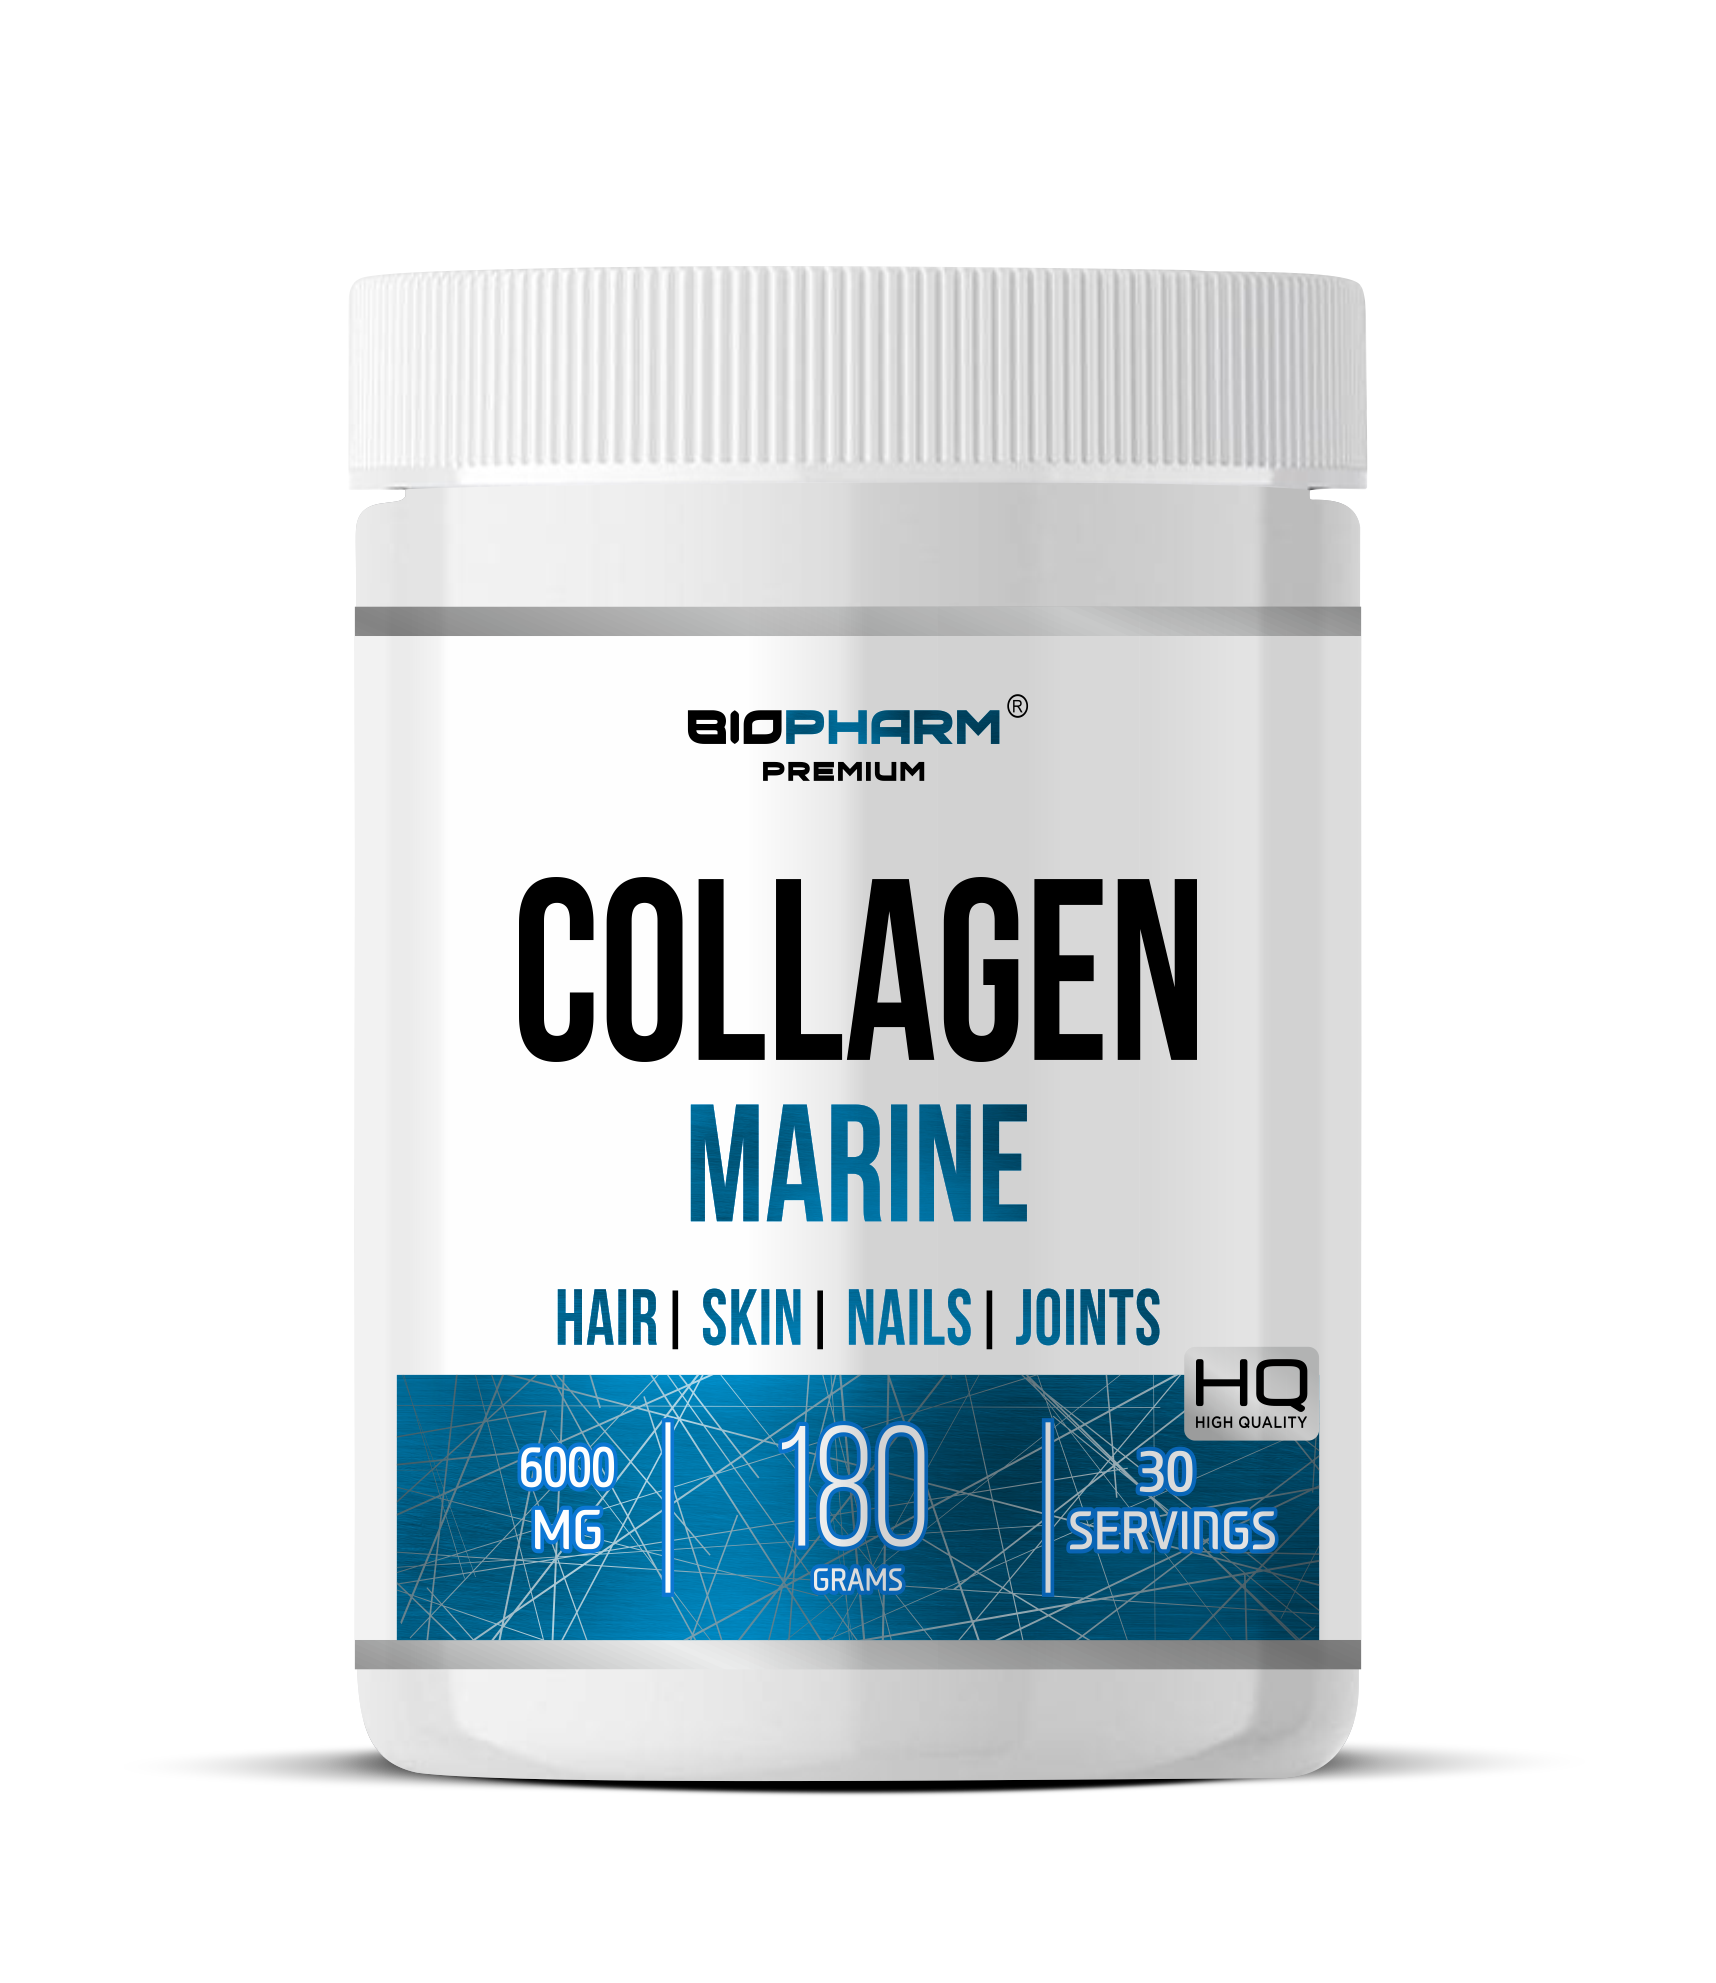 BIOPHARM®
PREMIUM
COLLAGEN
MARINE
HAIR | SKIN | NAILS | JOINTS
HQ
HIGH QUALITY
6000
MG
180
GRAMS
30
SERVINGS